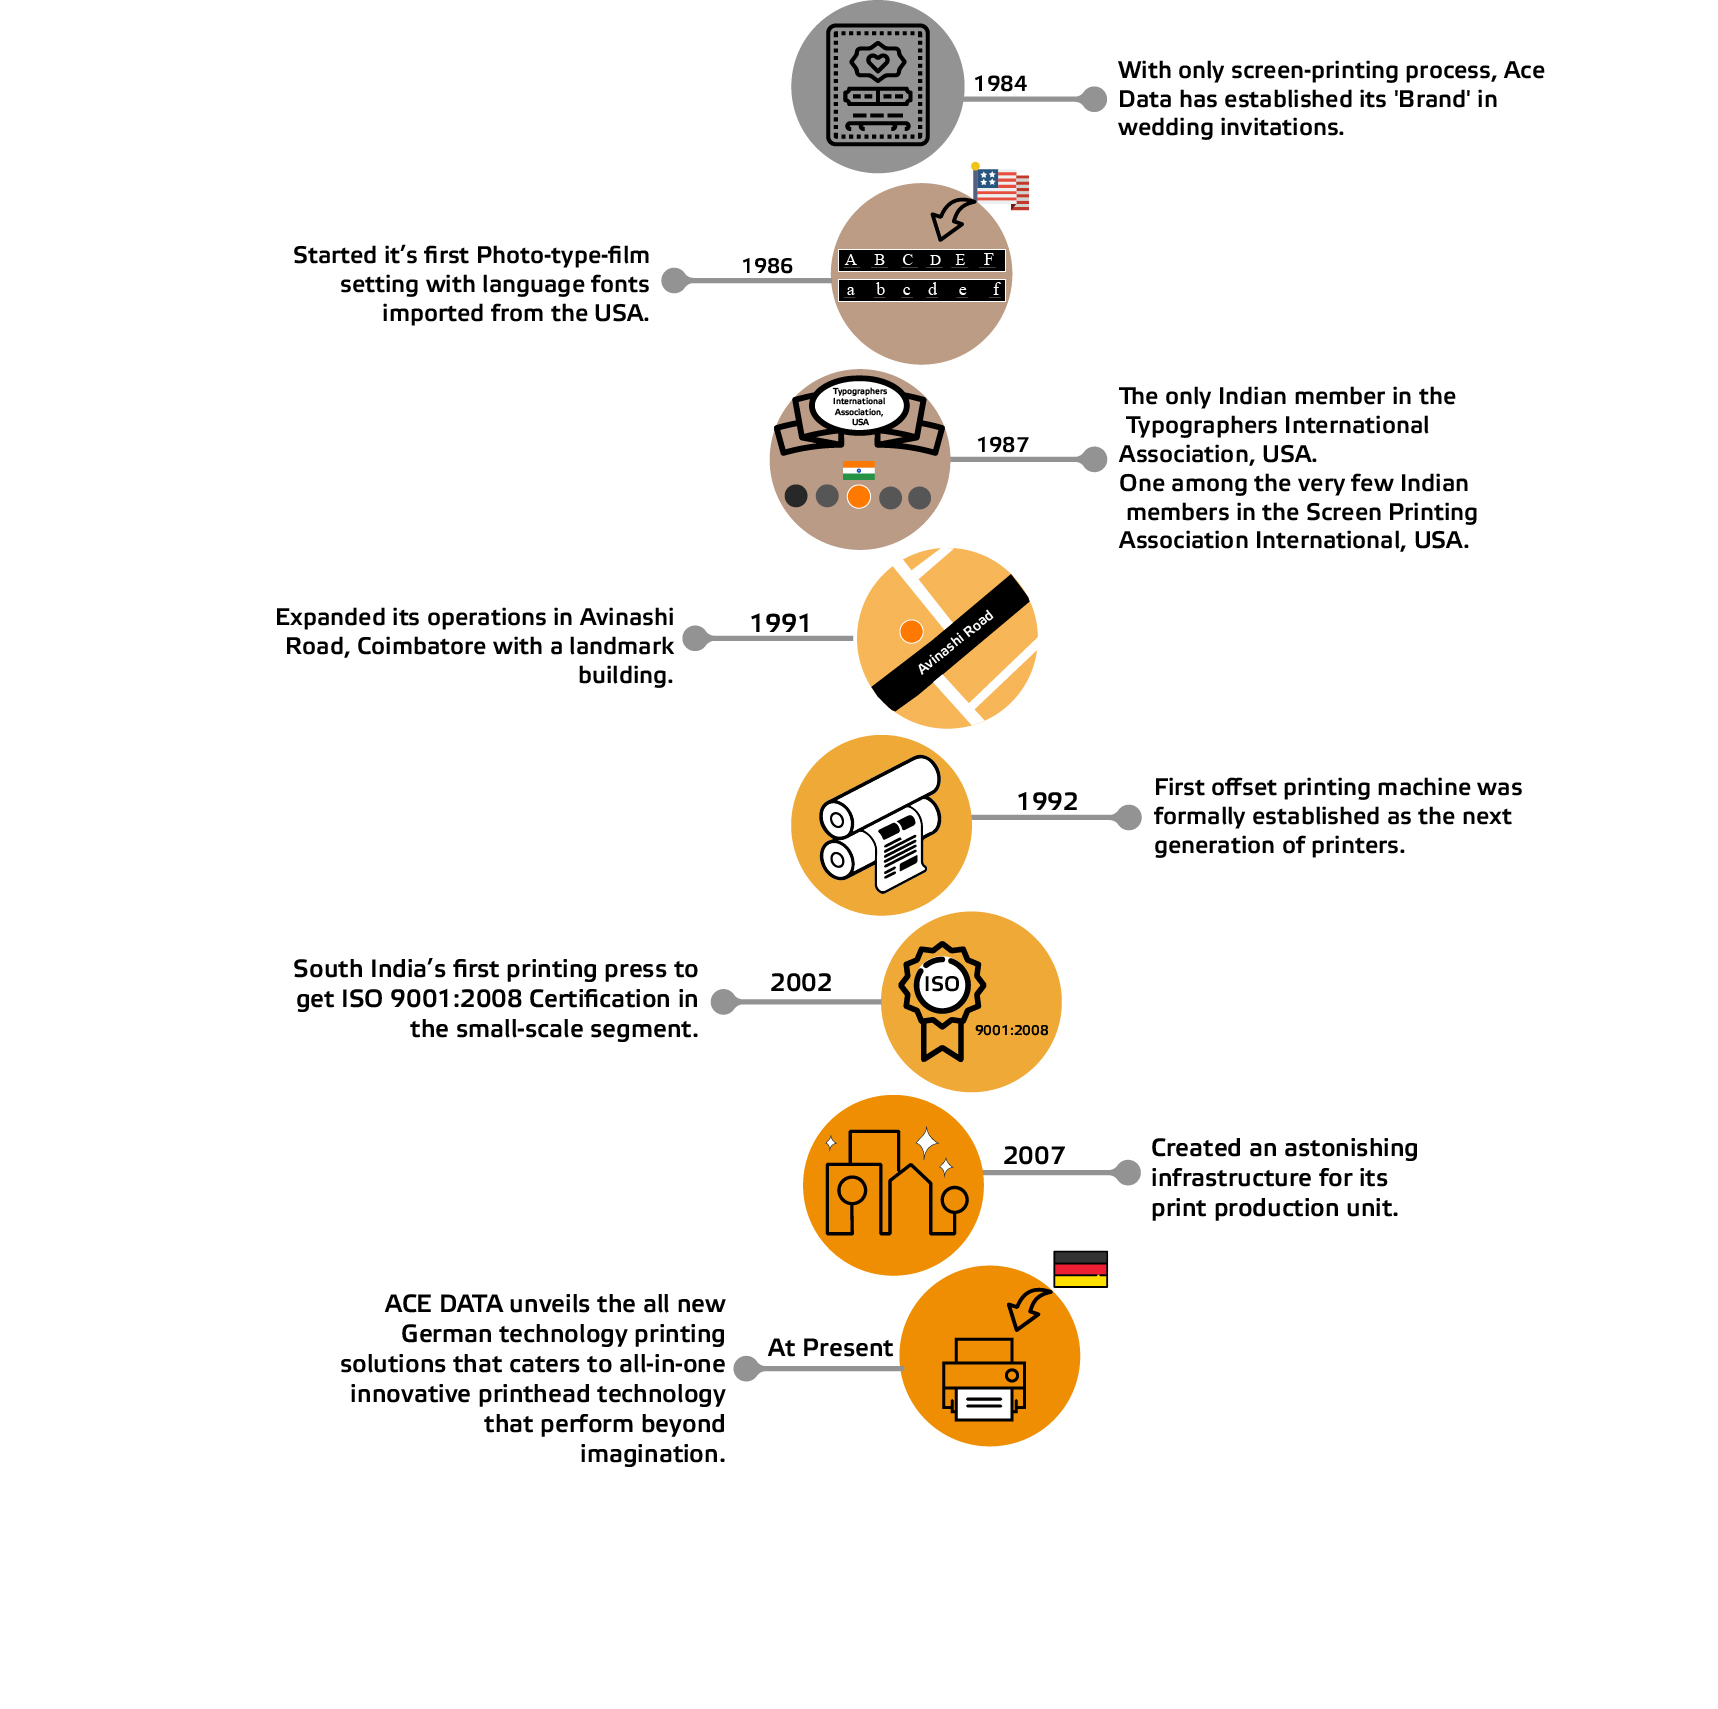 1984
With only screen-printing process, Ace
Data has established its 'Brand' in
wedding invitations.
Started it’s first Photo-type-film
setting with language fonts
imported from the USA.
1986
A B C D E F
a b c d e f
Typographers
International
Association,
USA
1987
The only Indian member in the
Typographers International
Association, USA.
One among the very few Indian
members in the Screen Printing
Association International, USA.
Expanded its operations in Avinashi
Road, Coimbatore with a landmark
building.
1991
Avinashi Road
1992
First offset printing machine was
formally established as the next
generation of printers.
South India’s first printing press to
get ISO 9001:2008 Certification in
the small-scale segment.
2002
ISO
9001:2008
2007
Created an astonishing
infrastructure for its
print production unit.
ACE DATA unveils the all new
German technology printing
solutions that caters to all-in-one
innovative printhead technology
that perform beyond
imagination.
At Present